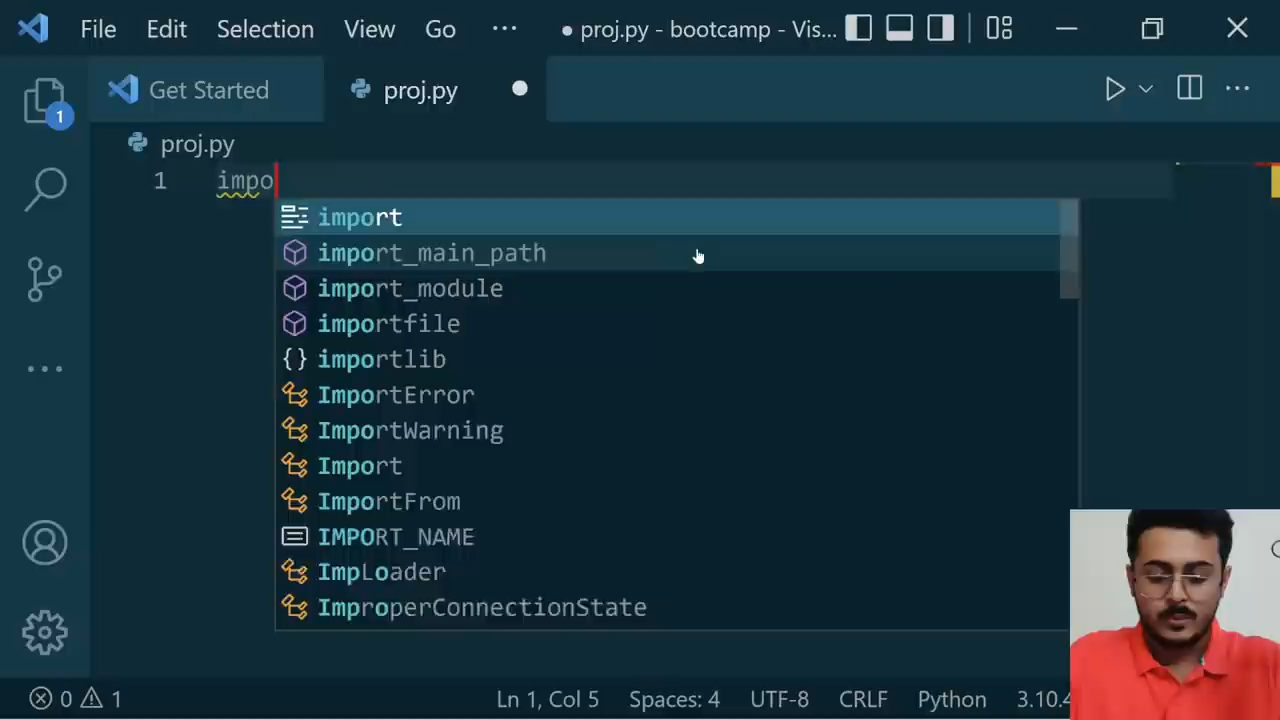 File Edit Selection View Go ··· ● proj.py - bootcamp - Vis...
1 Get Started proj.py
proj.py
1 impo
import
import_main_path
import_module
importfile
{} importlib
ImportError
ImportWarning
Import
ImportFrom
IMPORT_NAME
ImpLoader
ImproperConnectionState
0 1 Ln 1, Col 5 Spaces: 4 UTF-8 CRLF Python 3.10.4